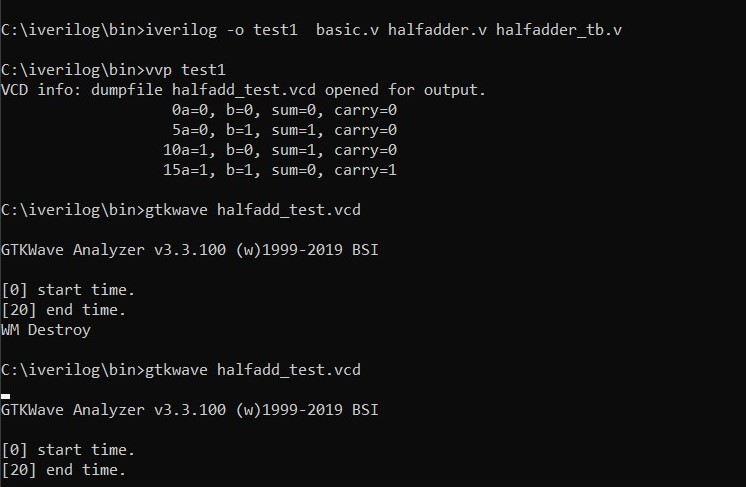 C:\iverilog\bin>iverilog -o test1  basic.v halfadder.v halfadder_tb.v
C:\iverilog\bin>vvp test1
VCD info: dumpfile halfadd_test.vcd opened for output.
0a=0, b=0, sum=0, carry=0
5a=0, b=1, sum=1, carry=0
10a=1, b=0, sum=1, carry=0
15a=1, b=1, sum=0, carry=1
C:\iverilog\bin>gtkwave halfadd_test.vcd
GTKWave Analyzer v3.3.100 (w)1999-2019 BSI
[0] start time.
[20] end time.
WM Destroy
C:\iverilog\bin>gtkwave halfadd_test.vcd
GTKWave Analyzer v3.3.100 (w)1999-2019 BSI
[0] start time.
[20] end time.